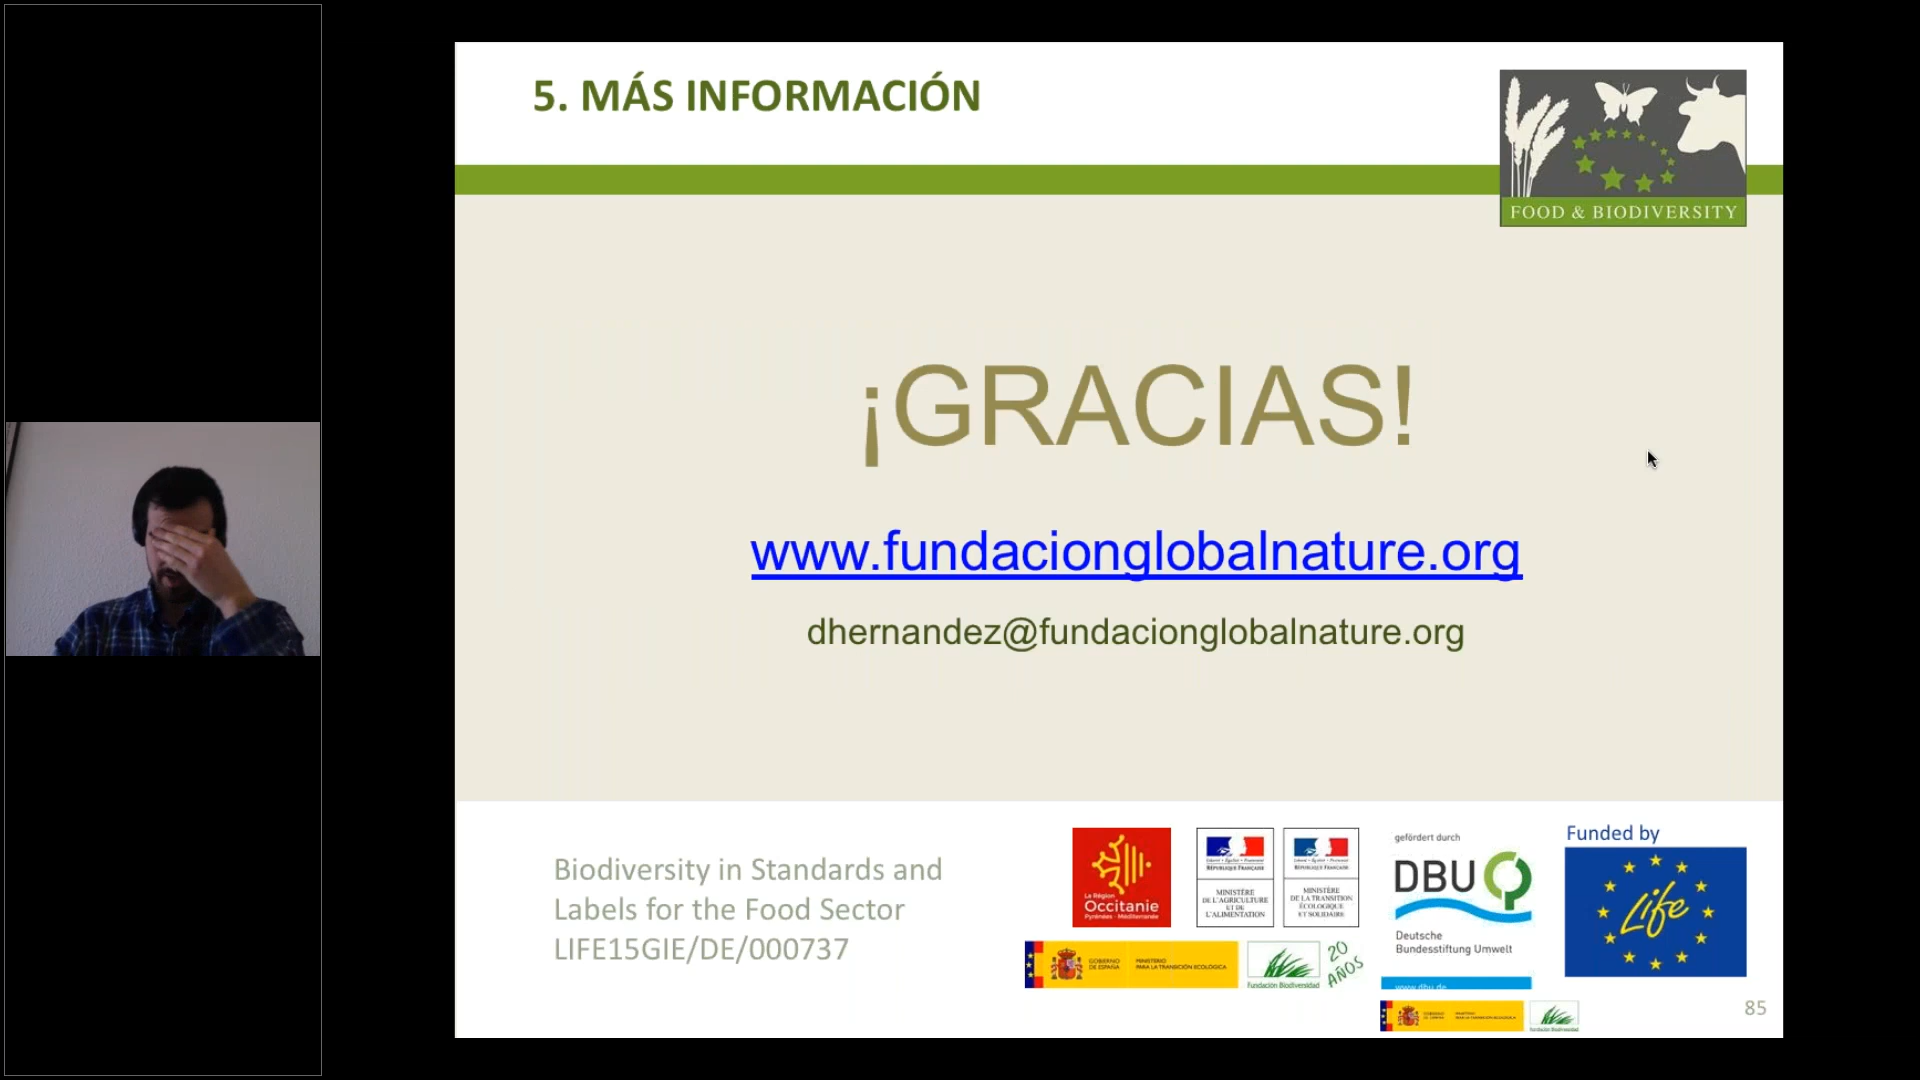 5. MÁS INFORMACIÓN
FOOD & BIODIVERSITY
¡GRACIAS!
www.fundacionglobalnature.org
dhernandez@fundacionglobalnature.org
Biodiversity in Standards and
Labels for the Food Sector
LIFE15GIE/DE/000737
La Région
Occitanie
Pyrénées - Méditerranée
RÉPUBLIQUE FRANÇAISE
MINISTÈRE
DE L'AGRICULTURE
ET DE
L'ALIMENTATION
RÉPUBLIQUE FRANÇAISE
MINISTÈRE
DE LA TRANSITION
ÉCOLOGIQUE
ET SOLIDAIRE
gefördert durch
DBU
Deutsche
Bundesstiftung Umwelt
www.dbu.de
Funded by
Life
GOBIERNO
DE ESPAÑA
MINISTERIO
PARA LA TRANSICIÓN ECOLÓGICA
Fundación Biodiversidad
20
AÑOS
85